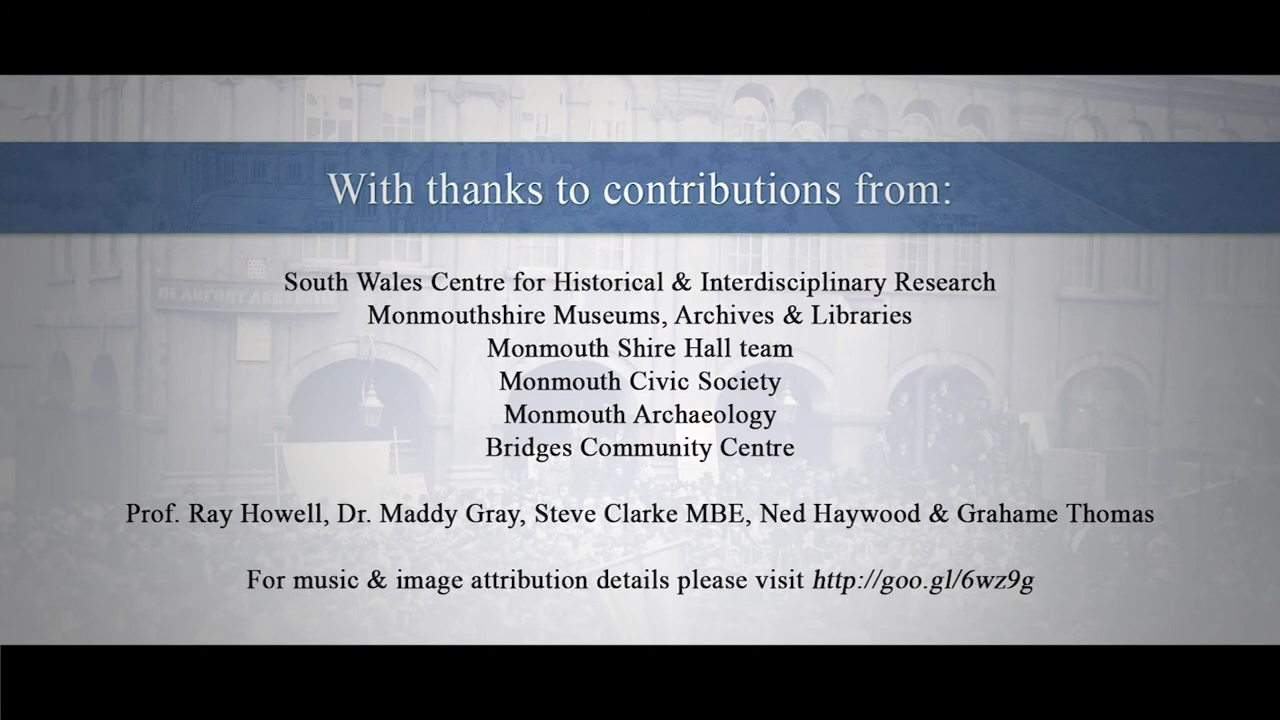 With thanks to contributions from:
BEAUFORT ARMS
South Wales Centre for Historical & Interdisciplinary Research
Monmouthshire Museums, Archives & Libraries
Monmouth Shire Hall team
Monmouth Civic Society
Monmouth Archaeology
Bridges Community Centre
Prof. Ray Howell, Dr. Maddy Gray, Steve Clarke MBE, Ned Haywood & Grahame Thomas
For music & image attribution details please visit http://goo.gl/6wz9g